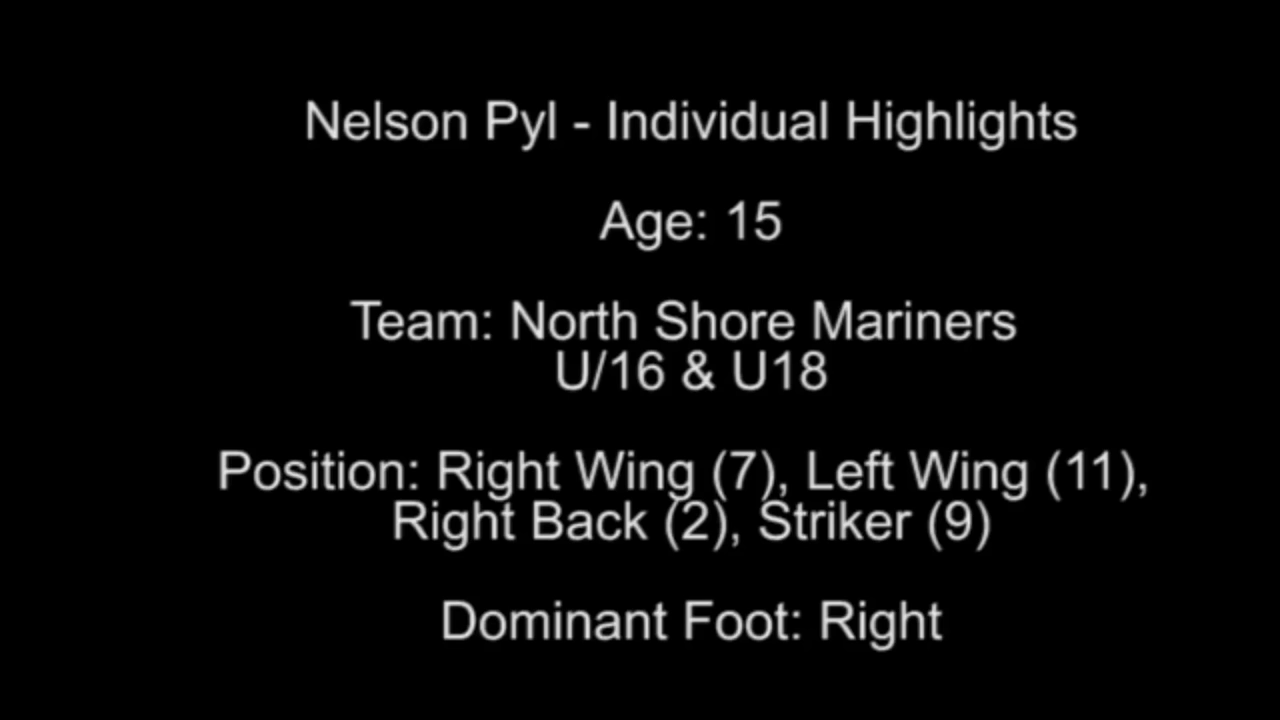 Nelson Pyl - Individual Highlights
Age: 15
Team: North Shore Mariners
U/16 & U18
Position: Right Wing (7), Left Wing (11),
Right Back (2), Striker (9)
Dominant Foot: Right